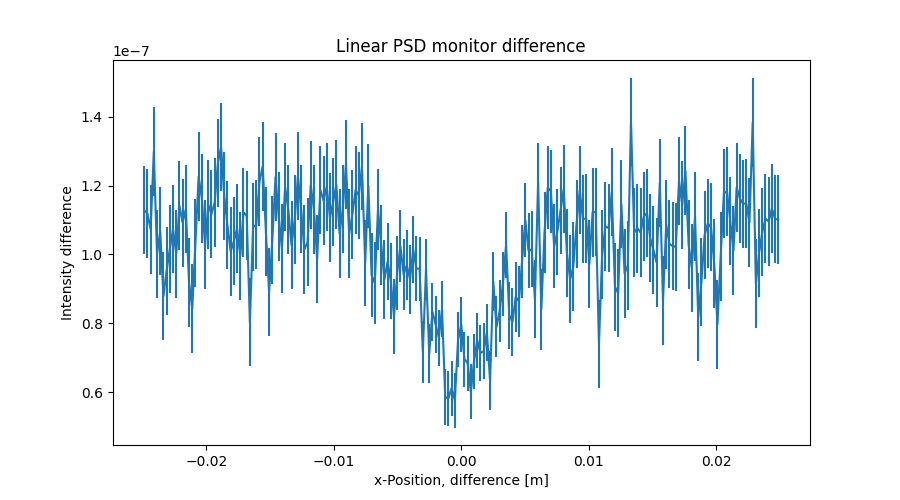 Linear PSD monitor difference
1e−7
1.4
1.2
1.0
0.8
0.6
Intensity difference
−0.02 −0.01 0.00 0.01 0.02
x-Position, difference [m]